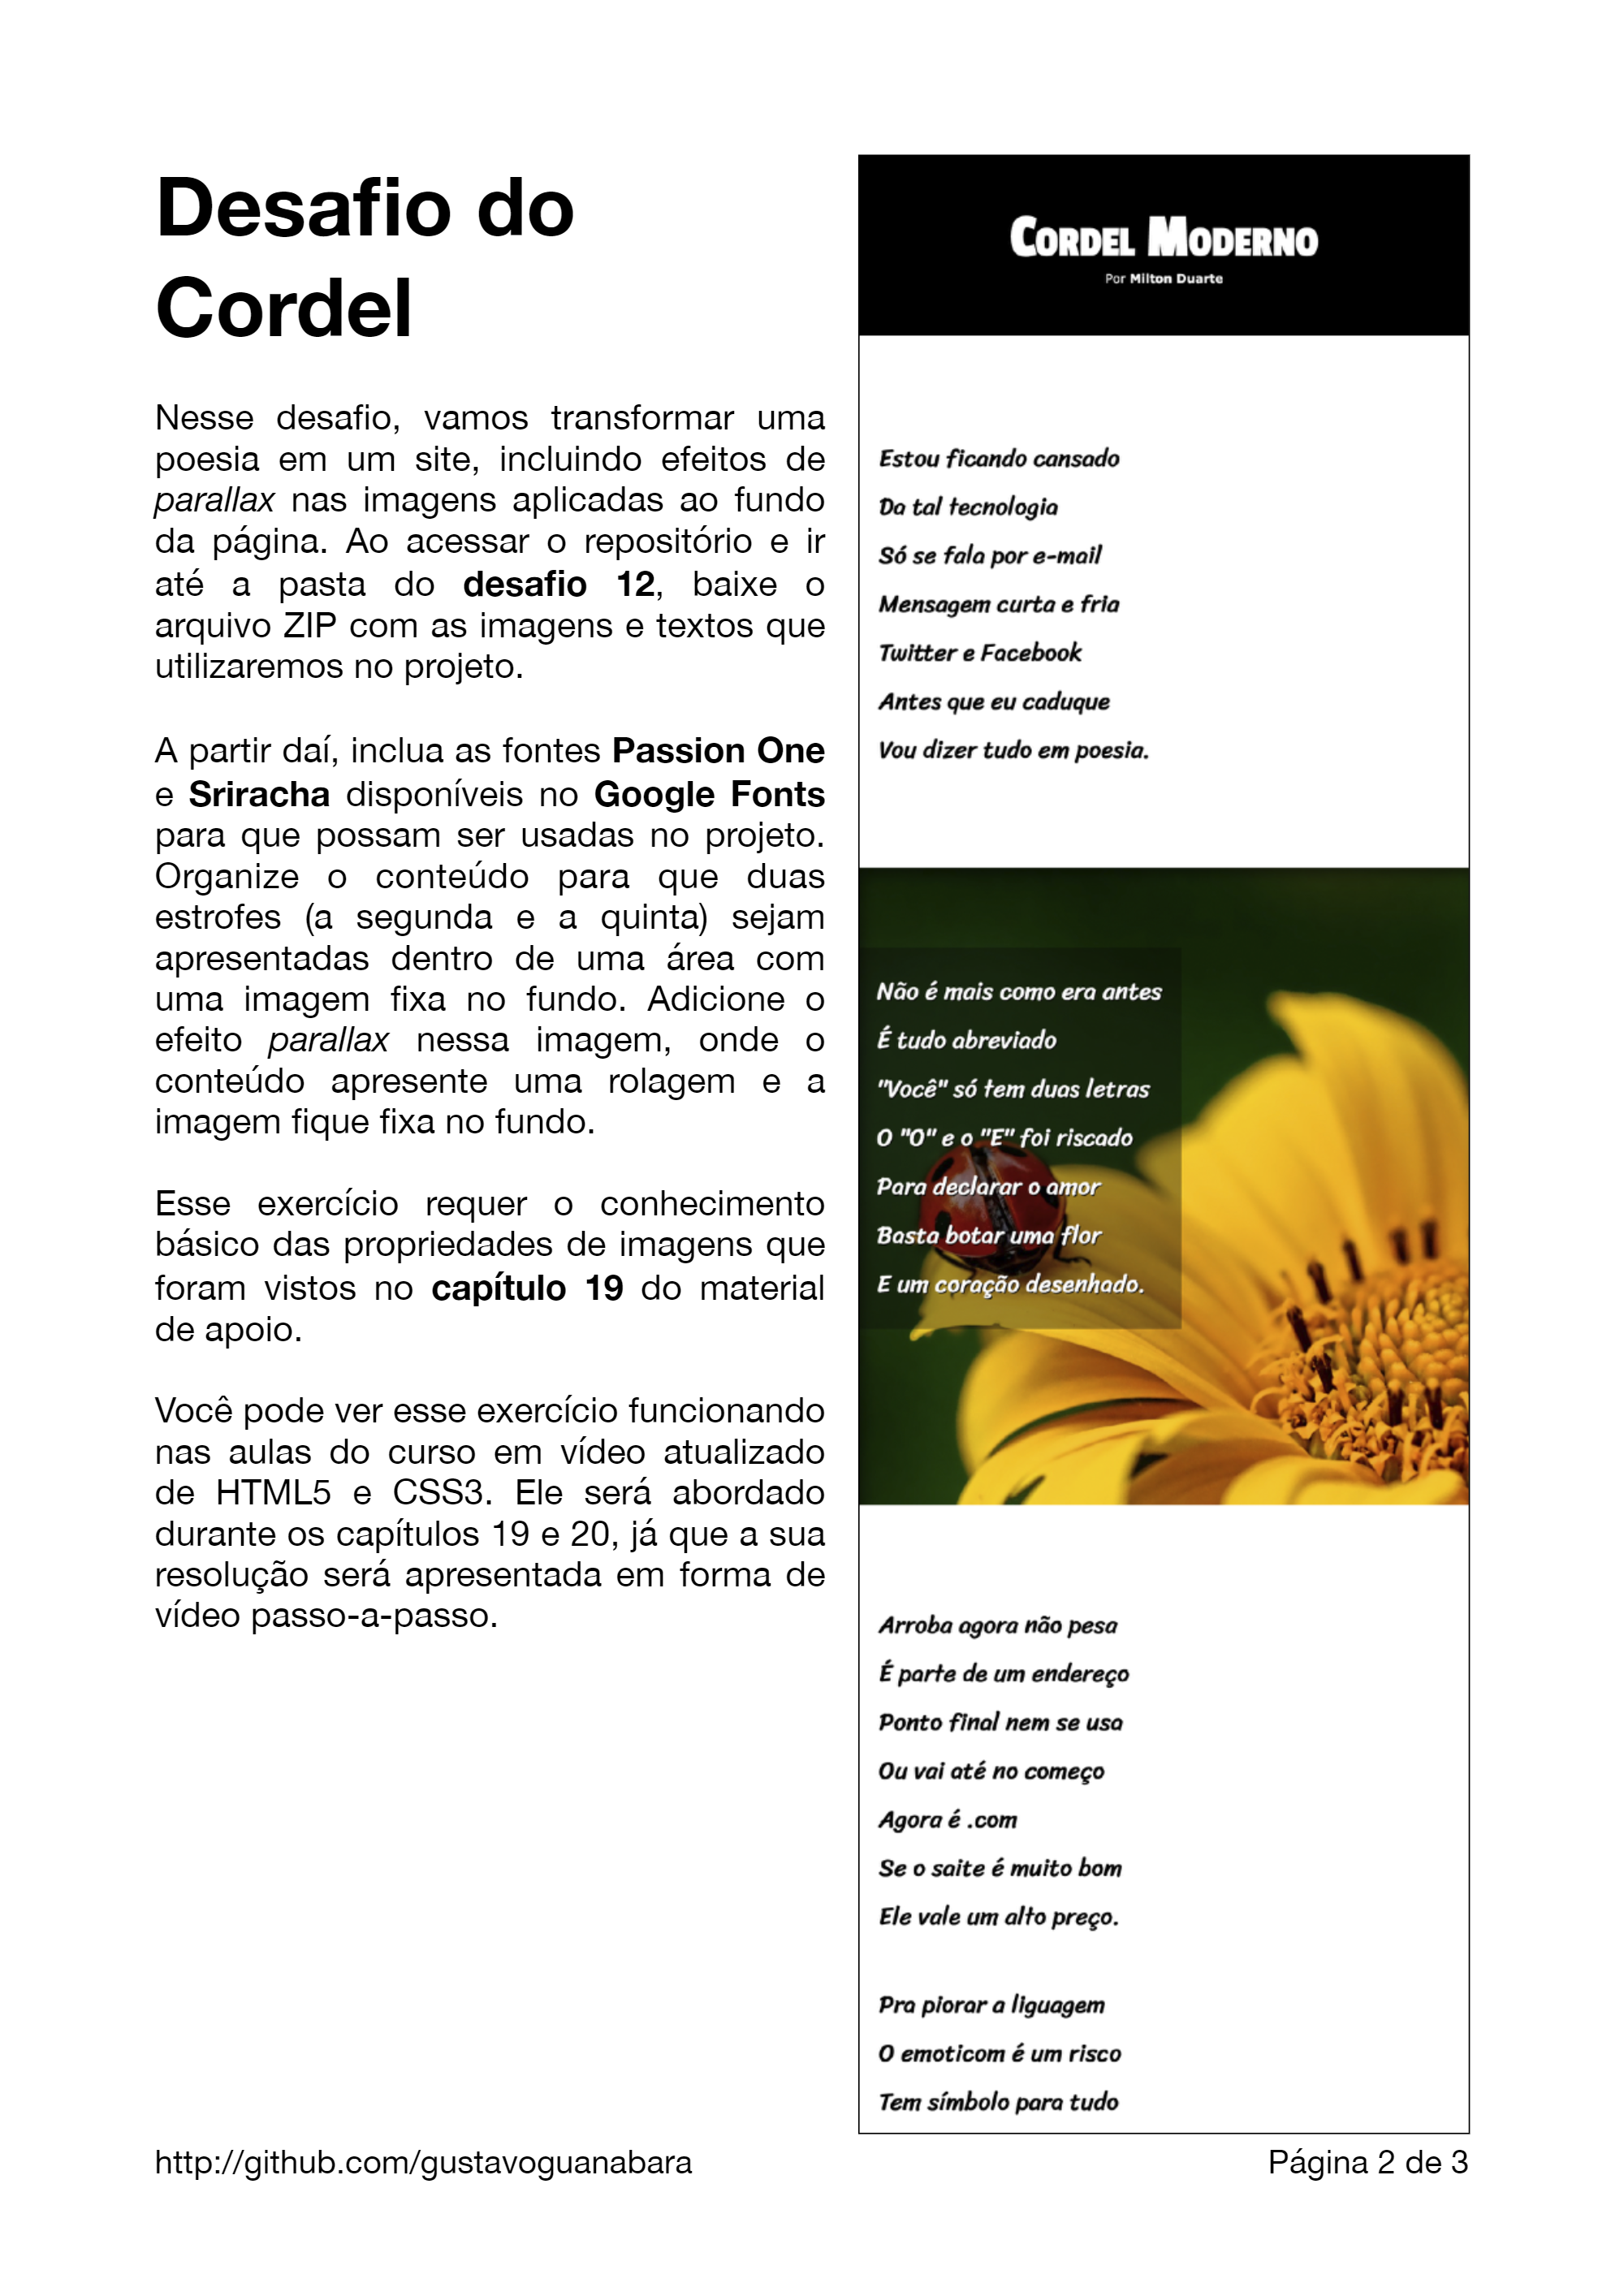 Desafio do
Cordel
Nesse desafio, vamos transformar uma
poesia em um site, incluindo efeitos de
parallax nas imagens aplicadas ao fundo
da página. Ao acessar o repositório e ir
até a pasta do desafio 12, baixe o
arquivo ZIP com as imagens e textos que
utilizaremos no projeto.
A partir daí, inclua as fontes Passion One
e Sriracha disponíveis no Google Fonts
para que possam ser usadas no projeto.
Organize o conteúdo para que duas
estrofes (a segunda e a quinta) sejam
apresentadas dentro de uma área com
uma imagem fixa no fundo. Adicione o
efeito parallax nessa imagem, onde o
conteúdo apresente uma rolagem e a
imagem fique fixa no fundo.
Esse exercício requer o conhecimento
básico das propriedades de imagens que
foram vistos no capítulo 19 do material
de apoio.
Você pode ver esse exercício funcionando
nas aulas do curso em vídeo atualizado
de HTML5 e CSS3. Ele será abordado
durante os capítulos 19 e 20, já que a sua
resolução será apresentada em forma de
vídeo passo-a-passo.
Cordel Moderno
Por Milton Duarte
Estou ficando cansado
Da tal tecnologia
Só se fala por e-mail
Mensagem curta e fria
Twitter e Facebook
Antes que eu caduque
Vou dizer tudo em poesia.
Não é mais como era antes
É tudo abreviado
"Você" só tem duas letras
O "O" e o "E" foi riscado
Para declarar o amor
Basta botar uma flor
E um coração desenhado.
Arroba agora não pesa
É parte de um endereço
Ponto final nem se usa
Ou vai até no começo
Agora é .com
Se o saite é muito bom
Ele vale um alto preço.
Pra piorar a liguagem
O emoticom é um risco
Tem símbolo para tudo
http://github.com/gustavoguanabara
Página 2 de 3